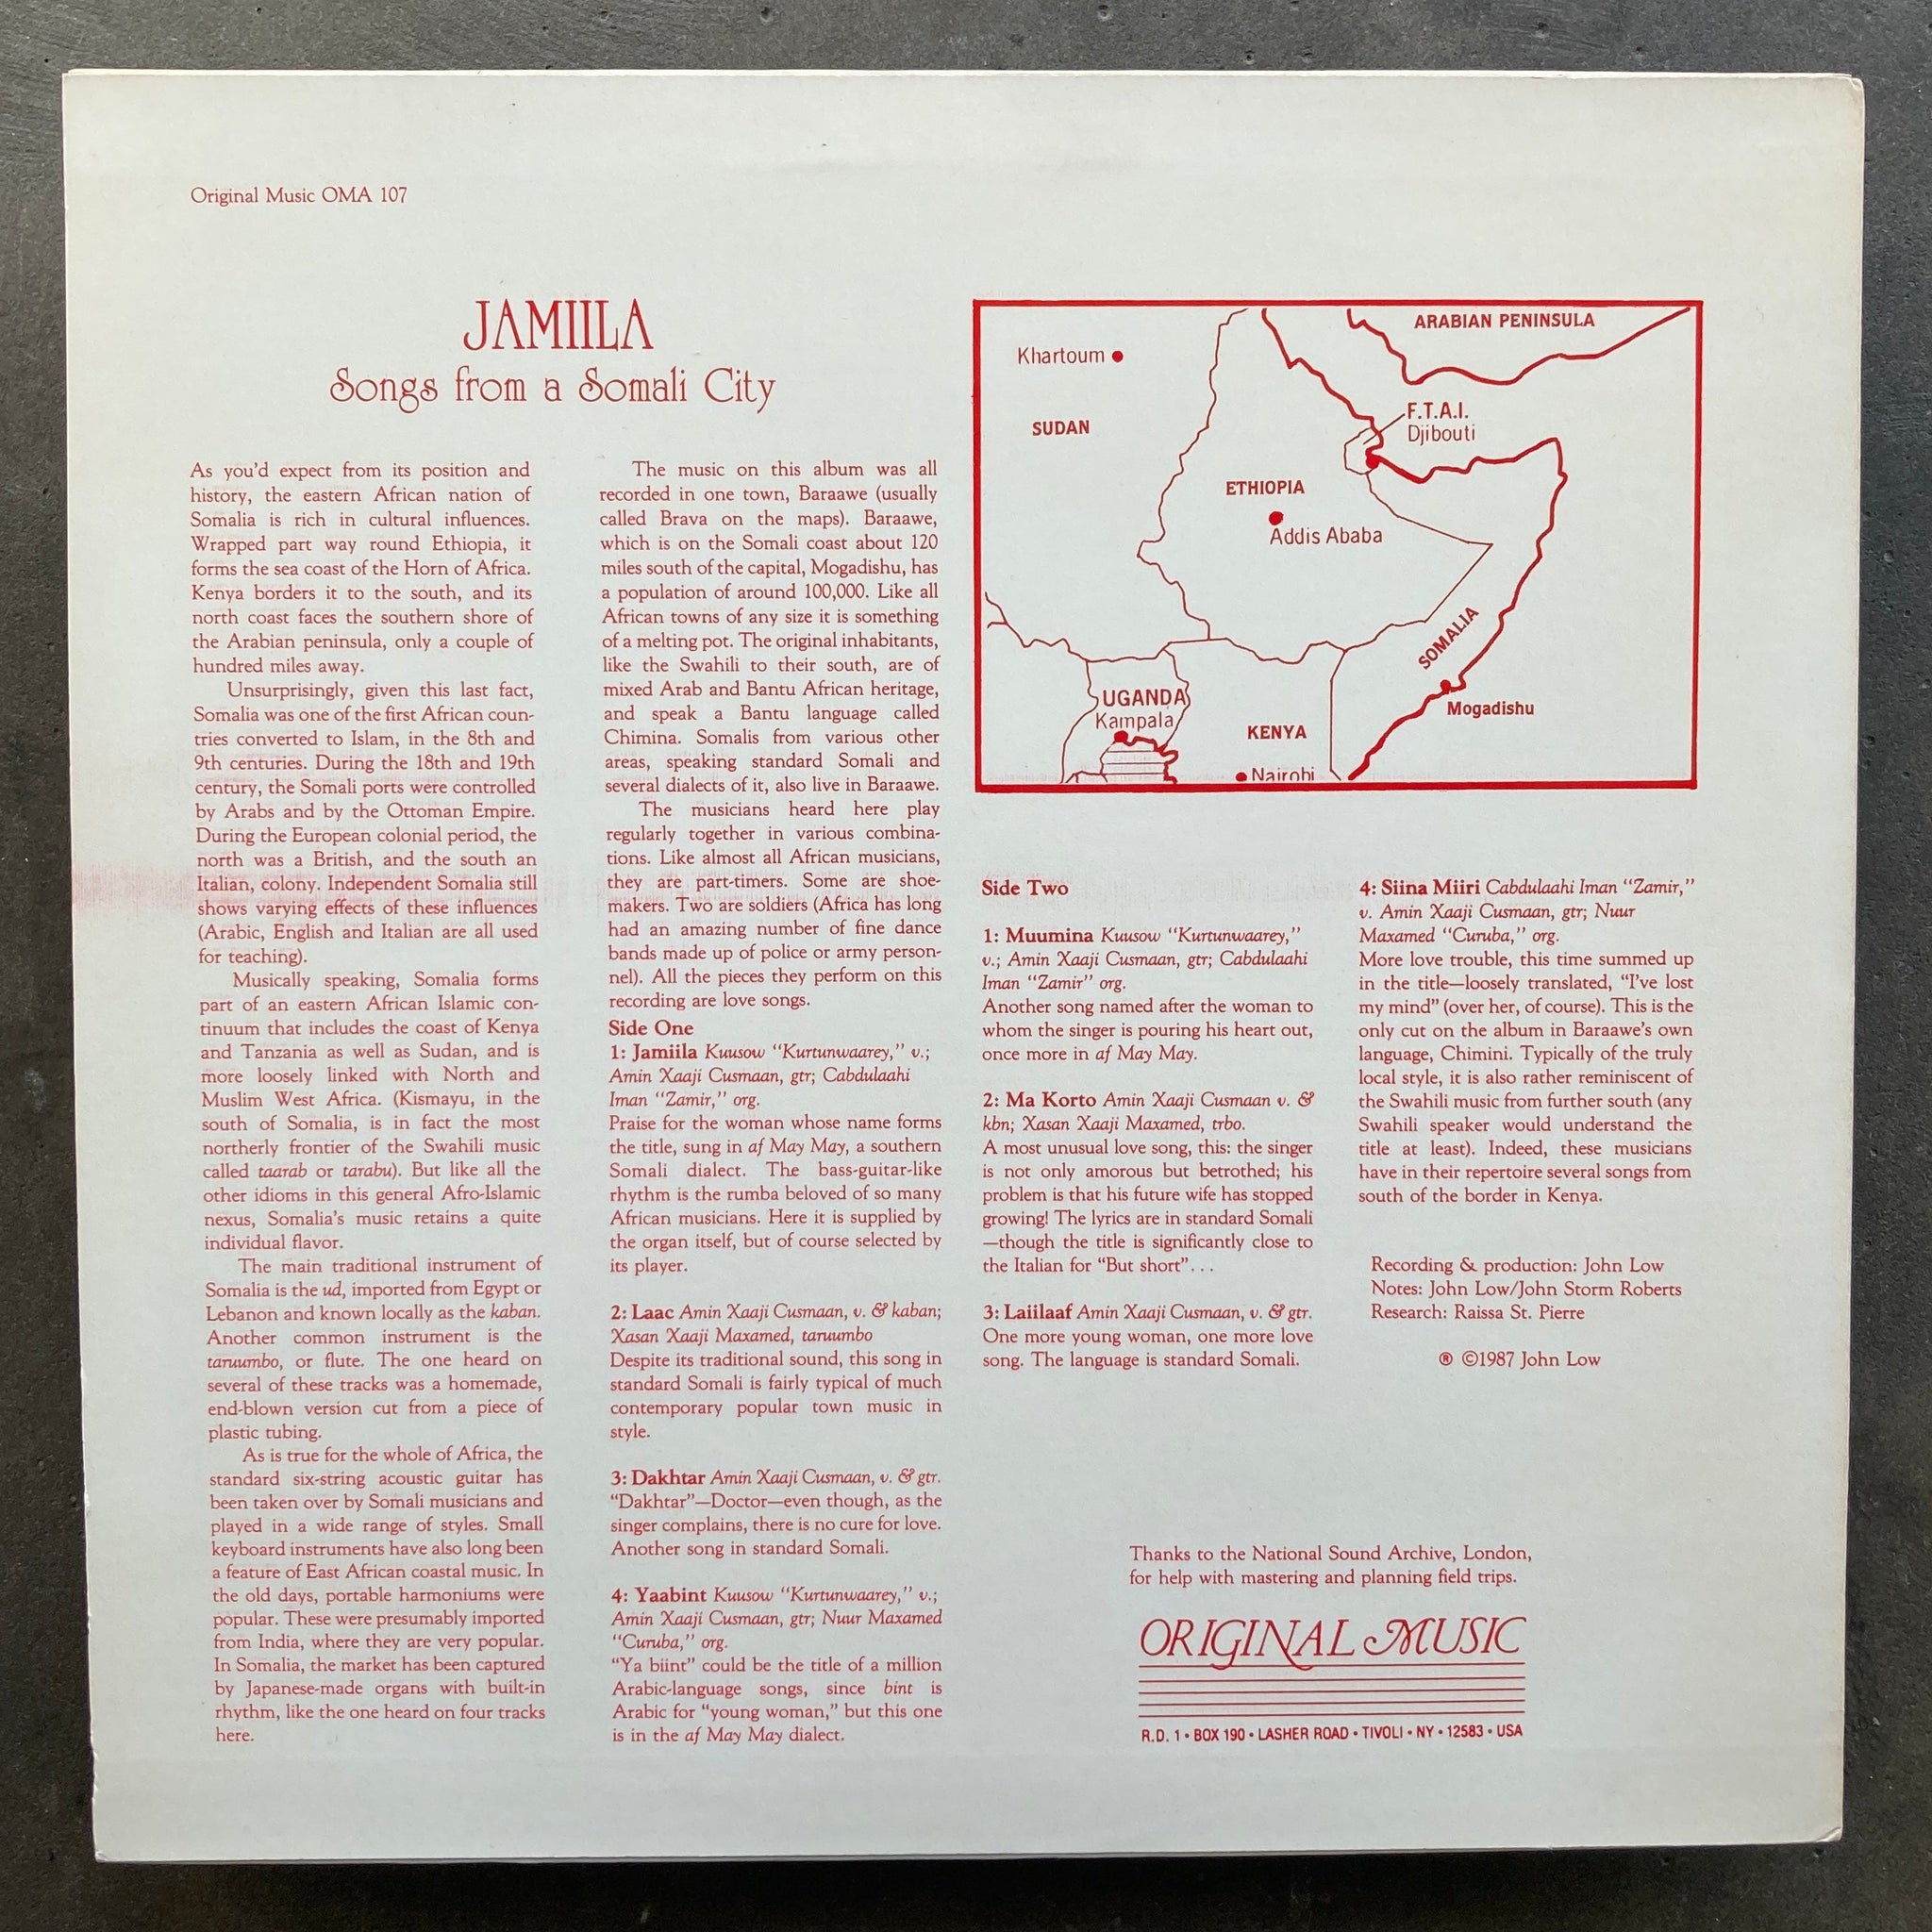 Original Music OMA 107
JAMIILA
Songs from a Somali City
As you'd expect from its position and
history, the eastern African nation of
Somalia is rich in cultural influences.
Wrapped part way round Ethiopia, it
forms the sea coast of the Horn of Africa.
Kenya borders it to the south, and its
north coast faces the southern shore of
the Arabian peninsula, only a couple of
hundred miles away.
Unsurprisingly, given this last fact,
Somalia was one of the first African coun-
tries converted to Islam, in the 8th and
9th centuries. During the 18th and 19th
century, the Somali ports were controlled
by Arabs and by the Ottoman Empire.
During the European colonial period, the
north was a British, and the south an
Italian, colony. Independent Somalia still
shows varying effects of these influences
(Arabic, English and Italian are all used
for teaching).
Musically speaking, Somalia forms
part of an eastern African Islamic con-
tinuum that includes the coast of Kenya
and Tanzania as well as Sudan, and is
more loosely linked with North and
Muslim West Africa. (Kismayu, in the
south of Somalia, is in fact the most
northerly frontier of the Swahili music
called taarab or tarabu). But like all the
other idioms in this general Afro-Islamic
nexus, Somalia's music retains a quite
individual flavor.
The main traditional instrument of
Somalia is the ud, imported from Egypt or
Lebanon and known locally as the kaban.
Another common instrument is the
taruumbo, or flute. The one heard on
several of these tracks was a homemade,
end-blown version cut from a piece of
plastic tubing.
As is true for the whole of Africa, the
standard six-string acoustic guitar has
been taken over by Somali musicians and
played in a wide range of styles. Small
keyboard instruments have also long been
a feature of East African coastal music. In
the old days, portable harmoniums were
popular. These were presumably imported
from India, where they are very popular.
In Somalia, the market has been captured
by Japanese-made organs with built-in
rhythm, like the one heard on four tracks
here.
The music on this album was all
recorded in one town, Baraawe (usually
called Brava on the maps). Baraawe,
which is on the Somali coast about 120
miles south of the capital, Mogadishu, has
a population of around 100,000. Like all
African towns of any size it is something
of a melting pot. The original inhabitants,
like the Swahili to their south, are of
mixed Arab and Bantu African heritage,
and speak a Bantu language called
Chimina. Somalis from various other
areas, speaking standard Somali and
several dialects of it, also live in Baraawe.
The musicians heard here play
regularly together in various combina-
tions. Like almost all African musicians,
they are part-timers. Some are shoe-
makers. Two are soldiers (Africa has long
had an amazing number of fine dance
bands made up of police or army person-
nel). All the pieces they perform on this
recording are love songs.
Side One
1: Jamiila Kuusow "Kurtunwaarey," v.;
Amin Xaaji Cusmaan, gtr; Cabdulaahi
Iman "Zamir," org.
Praise for the woman whose name forms
the title, sung in af May May, a southern
Somali dialect. The bass-guitar-like
rhythm is the rumba beloved of so many
African musicians. Here it is supplied by
the organ itself, but of course selected by
its player.
2: Laac Amin Xaaji Cusmaan, v. & kaban;
Xasan Xaaji Maxamed, taruumbo
Despite its traditional sound, this song in
standard Somali is fairly typical of much
contemporary popular town music in
style.
3: Dakhtar Amin Xaaji Cusmaan, v. & gtr.
"Dakhtar"—Doctor—even though, as the
singer complains, there is no cure for love.
Another song in standard Somali.
4: Yaabint Kuusow "Kurtunwaarey," v.;
Amin Xaaji Cusmaan, gtr; Nuur Maxamed
"Curuba," org.
"Ya biint" could be the title of a million
Arabic-language songs, since bint is
Arabic for "young woman," but this one
is in the af May May dialect.
ARABIAN PENINSULA
Khartoum
SUDAN
F.T.A.I.
Djibouti
ETHIOPIA
Addis Ababa
SOMALIA
Mogadishu
UGANDA
Kampala
KENYA
Nairobi
Side Two
1: Muumina Kuusow "Kurtunwaarey,"
v.; Amin Xaaji Cusmaan, gtr; Cabdulaahi
Iman "Zamir" org.
Another song named after the woman to
whom the singer is pouring his heart out,
once more in af May May.
2: Ma Korto Amin Xaaji Cusmaan v. &
kbn; Xasan Xaaji Maxamed, trbo.
A most unusual love song, this: the singer
is not only amorous but betrothed; his
problem is that his future wife has stopped
growing! The lyrics are in standard Somali
—though the title is significantly close to
the Italian for "But short"...
3: Laiilaaf Amin Xaaji Cusmaan, v. & gtr.
One more young woman, one more love
song. The language is standard Somali.
4: Siina Miiri Cabdulaahi Iman "Zamir,"
v. Amin Xaaji Cusmaan, gtr; Nuur
Maxamed "Curuba," org.
More love trouble, this time summed up
in the title—loosely translated, "I've lost
my mind" (over her, of course). This is the
only cut on the album in Baraawe's own
language, Chimini. Typically of the truly
local style, it is also rather reminiscent of
the Swahili music from further south (any
Swahili speaker would understand the
title at least). Indeed, these musicians
have in their repertoire several songs from
south of the border in Kenya.
Recording & production: John Low
Notes: John Low/John Storm Roberts
Research: Raissa St. Pierre
® ©1987 John Low
Thanks to the National Sound Archive, London,
for help with mastering and planning field trips.
ORIGINAL MUSIC
R.D. 1 • BOX 190 • LASHER ROAD • TIVOLI • NY • 12583 • USA